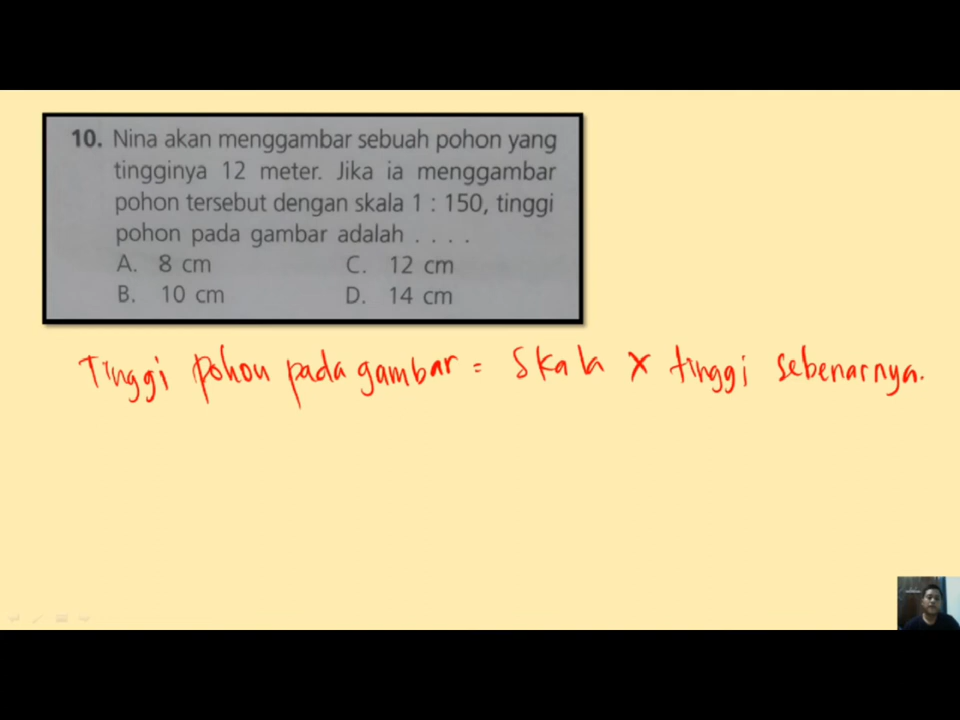 10. Nina akan menggambar sebuah pohon yang
tingginya 12 meter. Jika ia menggambar
pohon tersebut dengan skala 1 : 150, tinggi
pohon pada gambar adalah . . . .
A. 8 cm C. 12 cm
B. 10 cm D. 14 cm
Tinggi pohon pada gambar = Skala x tinggi sebenarnya.